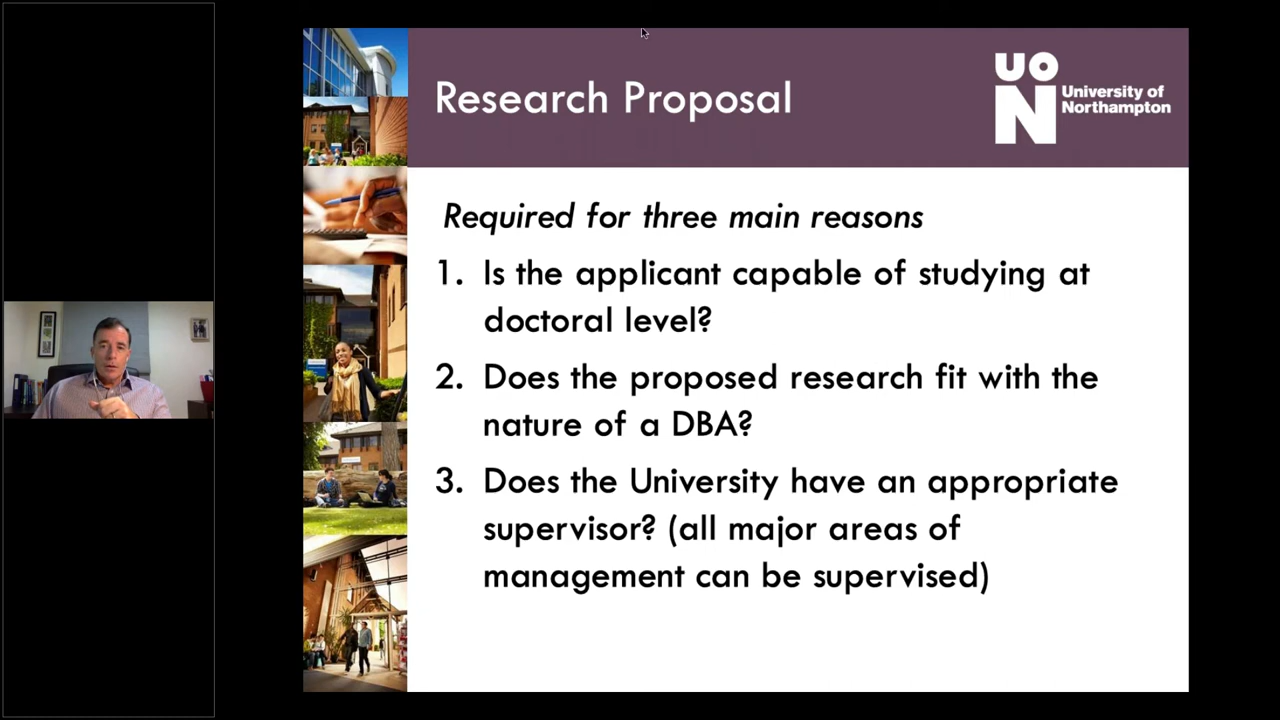 Research Proposal
UO
N
University of
Northampton
Required for three main reasons
1. Is the applicant capable of studying at
doctoral level?
2. Does the proposed research fit with the
nature of a DBA?
3. Does the University have an appropriate
supervisor? (all major areas of
management can be supervised)